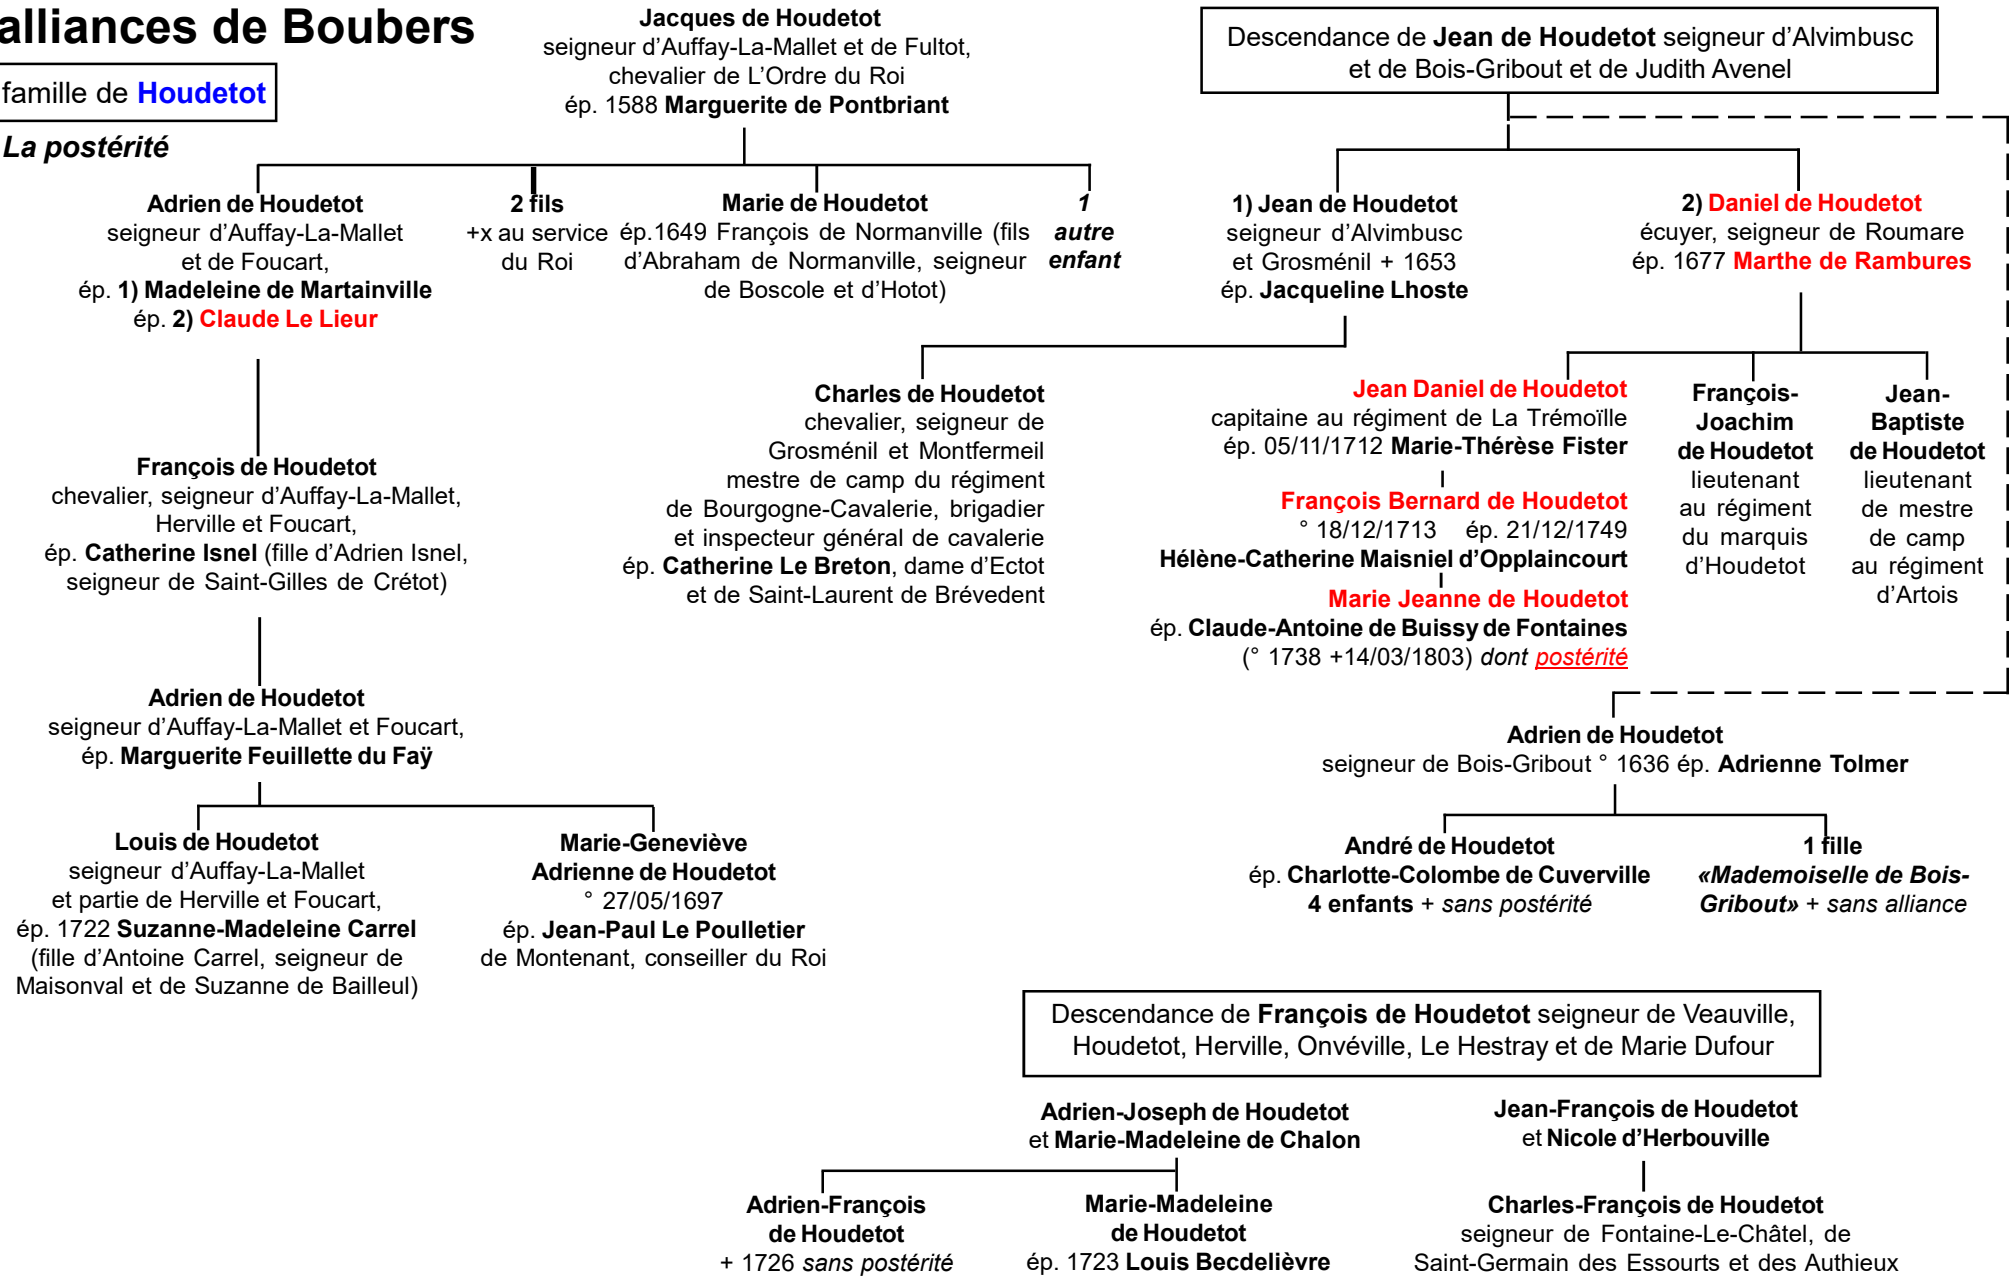 alliances de Boubers
famille de Houdetot
La postérité
Jacques de Houdetot
seigneur d’Auffay-La-Mallet et de Fultot,
chevalier de L’Ordre du Roi
ép. 1588 Marguerite de Pontbriant
Descendance de Jean de Houdetot seigneur d’Alvimbusc
et de Bois-Gribout et de Judith Avenel
Adrien de Houdetot
seigneur d’Auffay-La-Mallet
et de Foucart,
ép. 1) Madeleine de Martainville
ép. 2) Claude Le Lieur
2 fils
+x au service
du Roi
Marie de Houdetot
ép.1649 François de Normanville (fils
d’Abraham de Normanville, seigneur
de Boscole et d’Hotot)
1
autre
enfant
1) Jean de Houdetot
seigneur d’Alvimbusc
et Grosménil + 1653
ép. Jacqueline Lhoste
2) Daniel de Houdetot
écuyer, seigneur de Roumare
ép. 1677 Marthe de Rambures
François de Houdetot
chevalier, seigneur d’Auffay-La-Mallet,
Herville et Foucart,
ép. Catherine Isnel (fille d’Adrien Isnel,
seigneur de Saint-Gilles de Crétot)
Charles de Houdetot
chevalier, seigneur de
Grosménil et Montfermeil
mestre de camp du régiment
de Bourgogne-Cavalerie, brigadier
et inspecteur général de cavalerie
ép. Catherine Le Breton, dame d’Ectot
et de Saint-Laurent de Brévedent
Jean Daniel de Houdetot
capitaine au régiment de La Trémoïlle
ép. 05/11/1712 Marie-Thérèse Fister
François Bernard de Houdetot
° 18/12/1713 ép. 21/12/1749
Hélène-Catherine Maisniel d’Opplaincourt
Marie Jeanne de Houdetot
ép. Claude-Antoine de Buissy de Fontaines
(° 1738 +14/03/1803) dont postérité
François-
Joachim
de Houdetot
lieutenant
au régiment
du marquis
d’Houdetot
Jean-
Baptiste
de Houdetot
lieutenant
de mestre
de camp
au régiment
d’Artois
Adrien de Houdetot
seigneur d’Auffay-La-Mallet et Foucart,
ép. Marguerite Feuillette du Faÿ
Adrien de Houdetot
seigneur de Bois-Gribout ° 1636 ép. Adrienne Tolmer
Louis de Houdetot
seigneur d’Auffay-La-Mallet
et partie de Herville et Foucart,
ép. 1722 Suzanne-Madeleine Carrel
(fille d’Antoine Carrel, seigneur de
Maisonval et de Suzanne de Bailleul)
Marie-Geneviève
Adrienne de Houdetot
° 27/05/1697
ép. Jean-Paul Le Poulletier
de Montenant, conseiller du Roi
André de Houdetot
ép. Charlotte-Colombe de Cuverville
4 enfants + sans postérité
1 fille
«Mademoiselle de Bois-
Gribout» + sans alliance
Descendance de François de Houdetot seigneur de Veauville,
Houdetot, Herville, Onvéville, Le Hestray et de Marie Dufour
Adrien-Joseph de Houdetot
et Marie-Madeleine de Chalon
Jean-François de Houdetot
et Nicole d’Herbouville
Adrien-François
de Houdetot
+ 1726 sans postérité
Marie-Madeleine
de Houdetot
ép. 1723 Louis Becdelièvre
Charles-François de Houdetot
seigneur de Fontaine-Le-Châtel, de
Saint-Germain des Essourts et des Authieux